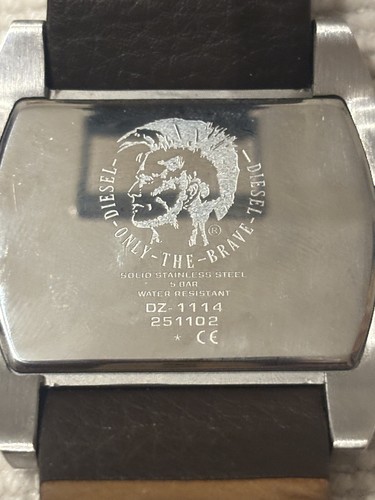 DIESEL-ONLY-THE-BRAVE-DIESEL
®
SOLID STAINLESS STEEL
5 BAR
WATER RESISTANT
DZ-1114
251102
* CE